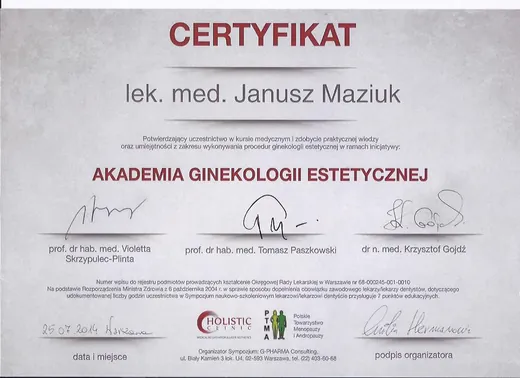 CERTYFIKAT
lek. med. Janusz Maziuk
Potwierdzający uczestnictwo w kursie medycznym i zdobycie praktycznej wiedzy
oraz umiejętności z zakresu wykonywania procedur ginekologii estetycznej w ramach inicjatywy:
AKADEMIA GINEKOLOGII ESTETYCZNEJ
prof. dr hab. med. Violetta
Skrzypulec-Plinta
prof. dr hab. med. Tomasz Paszkowski
dr n. med. Krzysztof Gojdź
Numer wpisu do rejestru podmiotów prowadzących kształcenie Okręgowej Rady Lekarskiej w Warszawie nr 68-000245-001-0010
Na podstawie Rozporządzenia Ministra Zdrowia z 6 października 2004 r. w sprawie sposobów dopełnienia obowiązku zawodowego lekarzy/lekarzy dentystów, dotyczącego
udokumentowanej liczby godzin uczestnictwa w Sympozjum naukowo-szkoleniowym lekarzowi/lekarzowi dentyście przysługuje 7 punktów edukacyjnych.
25.07.2014 Warszawa
HOLISTIC
CLINIC
PTMA
Polskie
Towarzystwo
Menopauzy
i Andropauzy
data i miejsce
Organizator Sympozjum: G-PHARMA Consulting,
ul. Biały Kamień 3 lok. U4, 02-593 Warszawa, tel. (22) 403-60-68
podpis organizatora